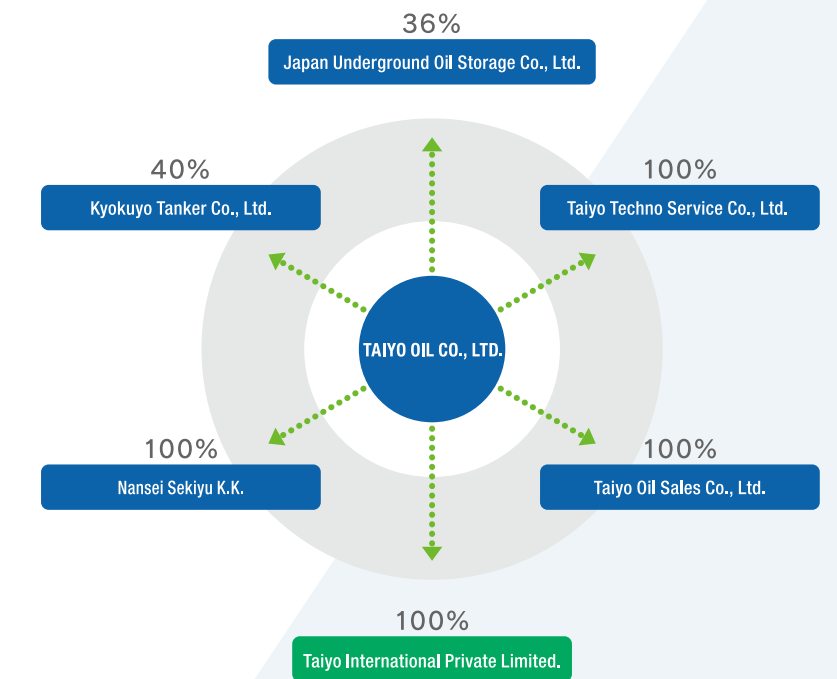 36%
Japan Underground Oil Storage Co., Ltd.
40%
Kyokuyo Tanker Co., Ltd.
100%
Taiyo Techno Service Co., Ltd.
TAIYO OIL CO., LTD.
100%
Nansei Sekiyu K.K.
100%
Taiyo Oil Sales Co., Ltd.
100%
Taiyo International Private Limited.